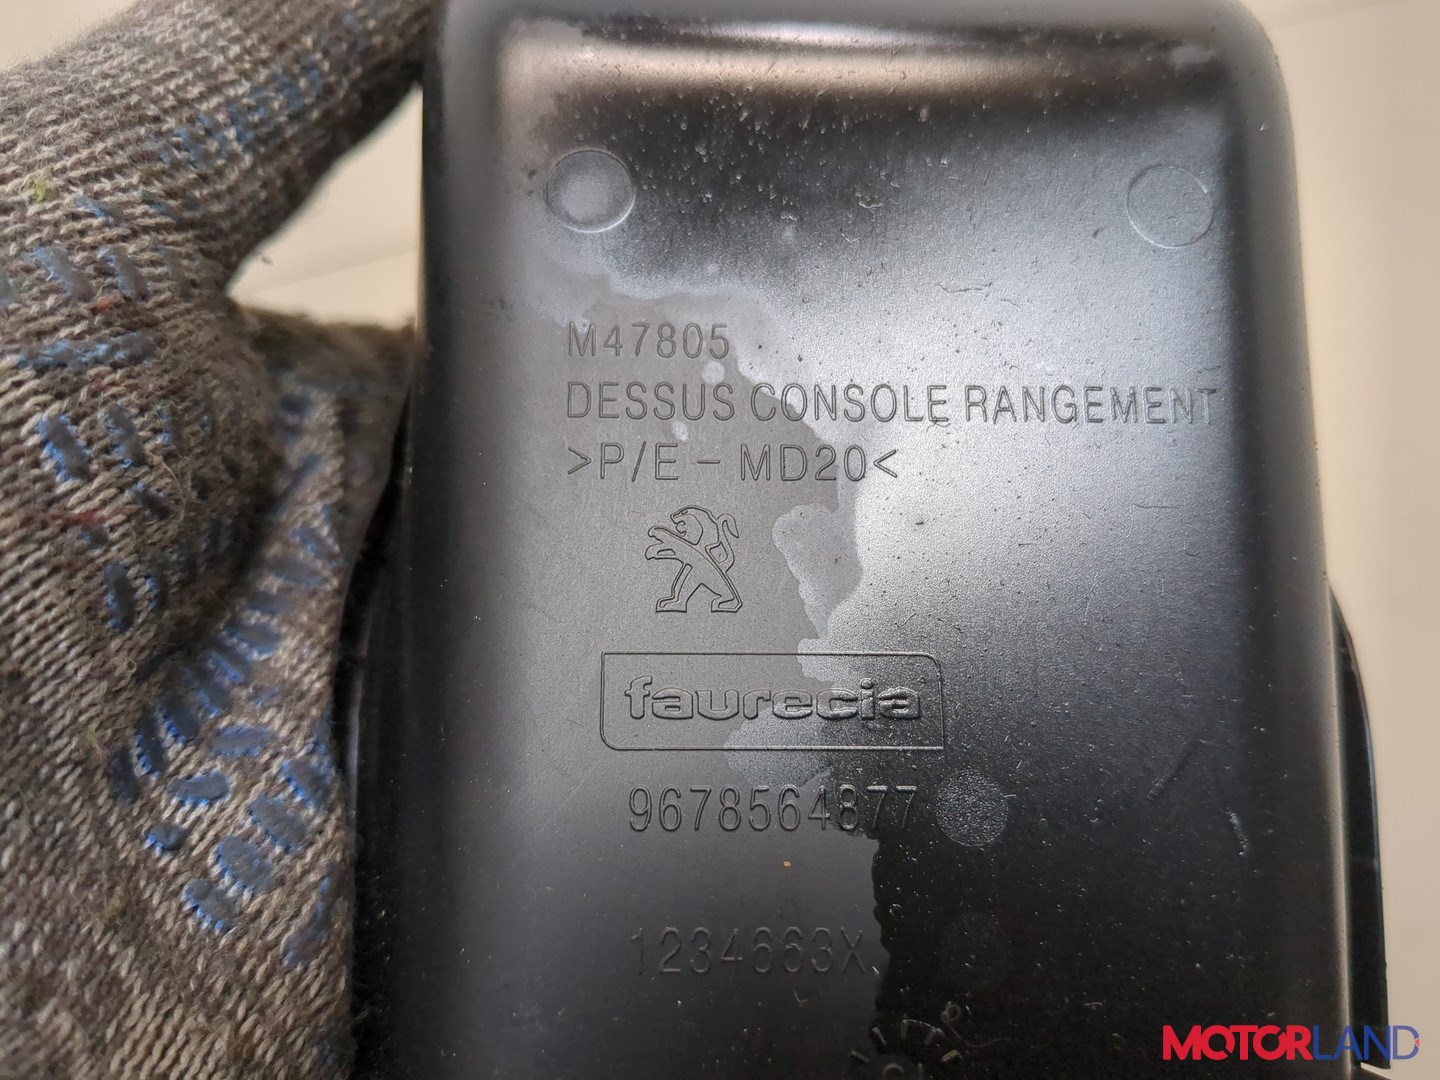 M47805
DESSUS CONSOLE RANGEMENT
>P/E - MD20<
faurecia
9678564877
1234663X
MOTORLAND